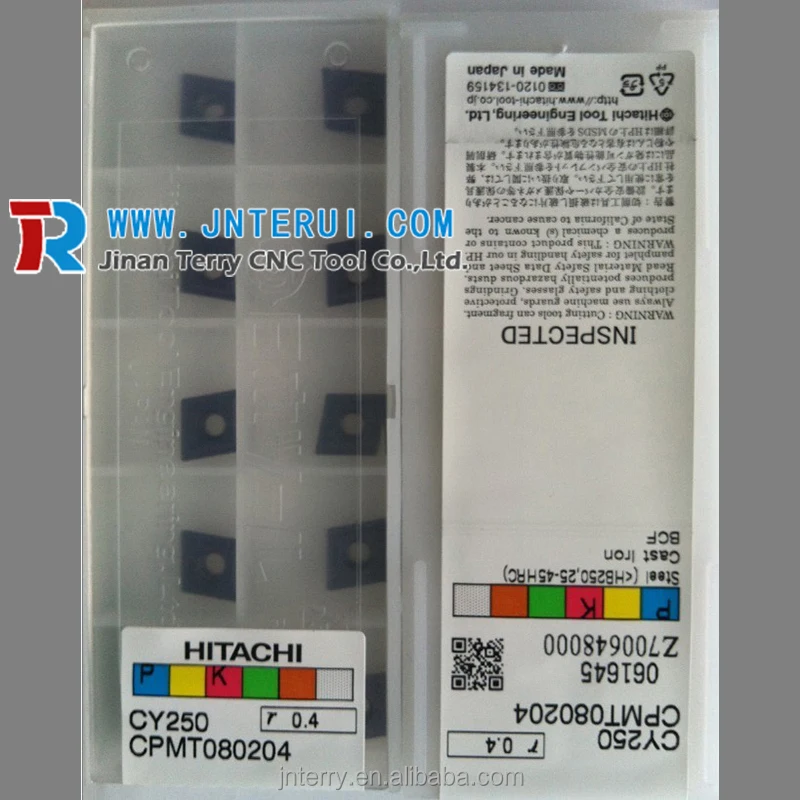 WWW. JNTERUI. COM
Jinan Terry CNC Tool Co.,Ltd.
HITACHI
P K
CY250
r 0.4
CPMT080204
r 0.4
CY250
CPMT080204
061645
Z700648000
P K
Steel (<HB250,25-45HRC)
Cast Iron
BCF
INSPECTED
WARNING : Cutting tools can fragment.
Always use machine guards, protective
clothing and safety glasses. Grindings
produces potentially hazardous dusts.
Read Material Safety Data Sheet and
pamphlet for safety handling in our HP.
WARNING : This product contains or
produces a chemical (s) known to the
State of California to cause cancer.
Hitachi Tool Engineering,Ltd.
http://www.hitachi-tool.co.jp
0120-134159
Made in Japan
jnterry.en.alibaba.com